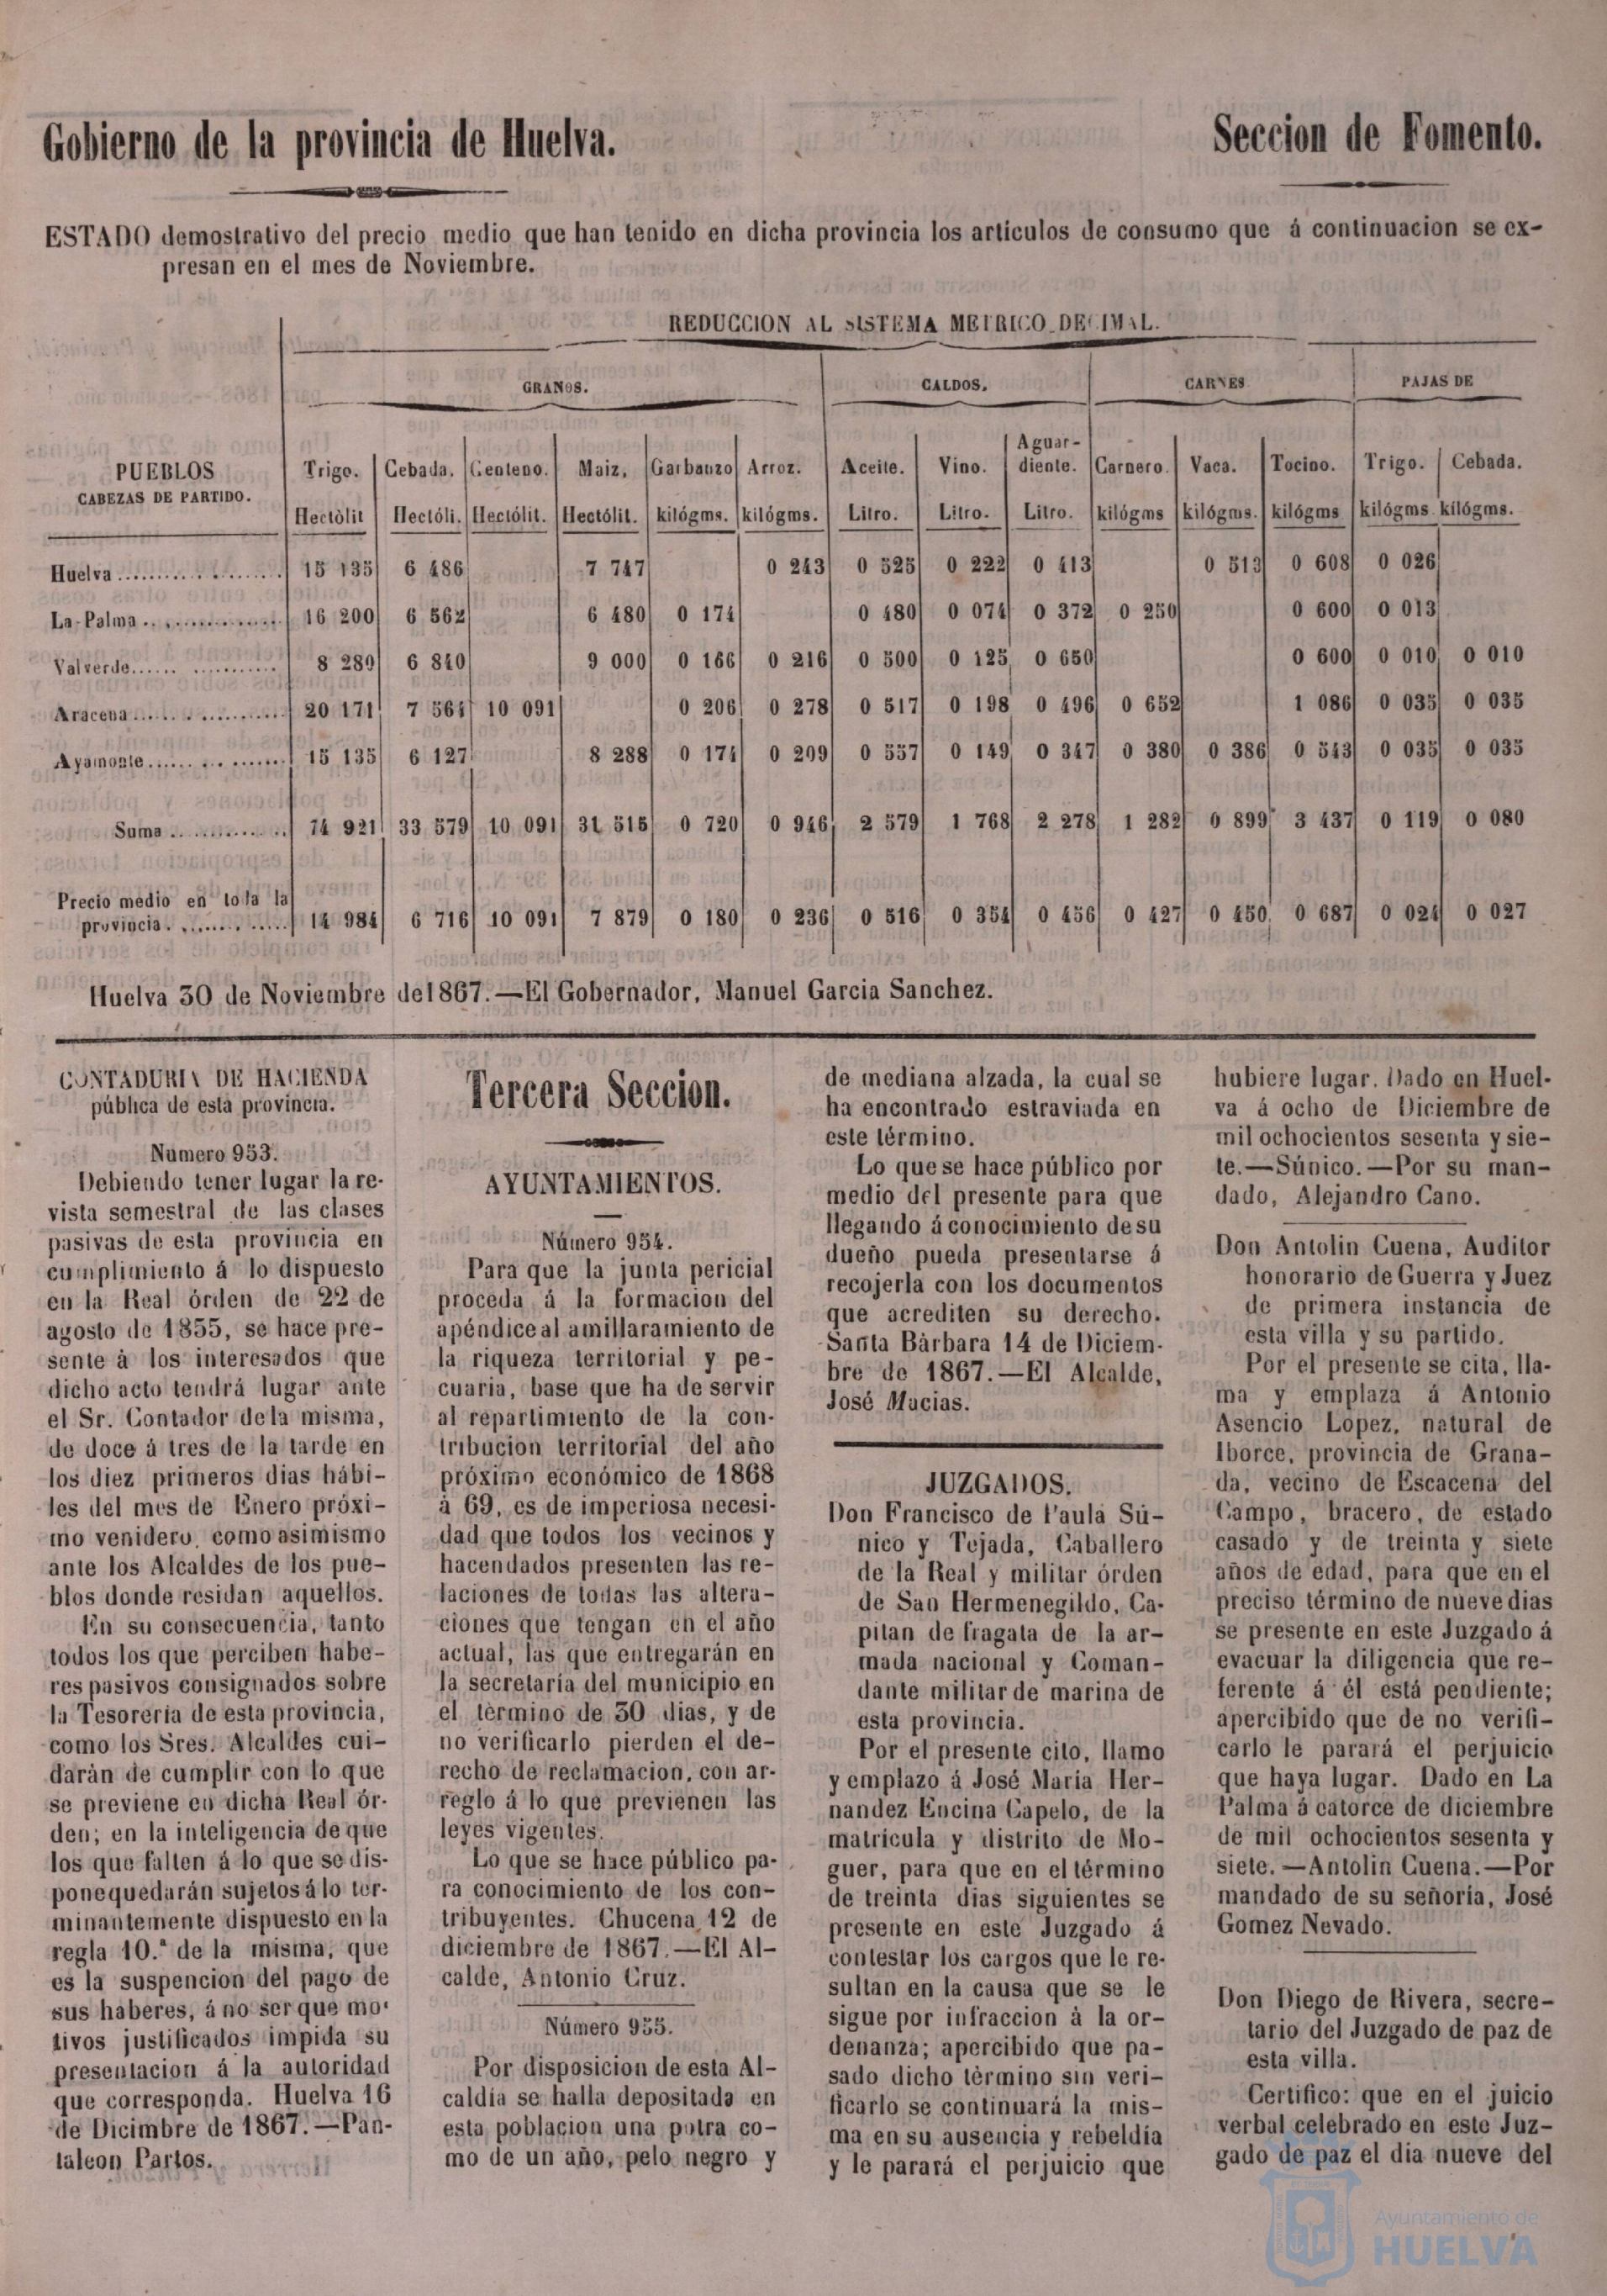 Gobierno de la provincia de Huelva.
Seccion de Fomento.
ESTADO demostrativo del precio medio que han tenido en dicha provincia los artículos de consumo que á continuacion se ex-
presan en el mes de Noviembre.
REDUCCION AL SISTEMA METRICO DECIMAL.
GRANOS. CALDOS. CARNES PAJAS DE
PUEBLOS
CABEZAS DE PARTIDO.
Trigo. Cebada. Centeno. Maiz. Garbanzo Arroz. Aceite. Vino. Aguar-
diente. Carnero. Vaca. Tocino. Trigo. Cebada.
Hectòlit Hectóli. Hectólit. Hectólit. kilógms. kilógms. Litro. Litro. Litro. kilógms kilógms. kilógms kilógms. kilógms.
Huelva 15 135 6 486 7 747 0 243 0 525 0 222 0 413 0 513 0 608 0 026
La-Palma 16 200 6 562 6 480 0 174 0 480 0 074 0 372 0 250 0 600 0 013
Valverde 8 280 6 840 9 000 0 166 0 216 0 500 0 125 0 650 0 600 0 010 0 010
Aracena 20 171 7 564 10 091 0 206 0 278 0 517 0 198 0 496 0 652 1 086 0 035 0 035
Ayamonte 15 135 6 127 8 288 0 174 0 209 0 557 0 149 0 347 0 380 0 386 0 543 0 035 0 035
Suma 74 921 33 579 10 091 31 515 0 720 0 946 2 579 1 768 2 278 1 282 0 899 3 437 0 119 0 080
Precio medio en toda la
provincia. 14 984 6 716 10 091 7 879 0 180 0 236 0 516 0 354 0 456 0 427 0 450 0 687 0 024 0 027
Huelva 30 de Noviembre de 1867.—El Gobernador, Manuel Garcia Sanchez.
CONTADURIA DE HACIENDA
pública de esta provincia.
Número 953.
Debiendo tener lugar la re-
vista semestral de las clases
pasivas de esta provincia en
cumplimiento á lo dispuesto
en la Real órden de 22 de
agosto de 1855, se hace pre-
sente à los interesados que
dicho acto tendrá lugar ante
el Sr. Contador de la misma,
de doce á tres de la tarde en
los diez primeros dias hábi-
les del mes de Enero próxi-
mo venidero, como asimismo
ante los Alcaldes de los pue-
blos donde residan aquellos.
En su consecuencia, tanto
todos los que perciben habe-
res pasivos consignados sobre
la Tesorería de esta provincia,
como los Sres. Alcaldes cui-
darán de cumplir con lo que
se previene en dicha Real ór-
den; en la inteligencia de que
los que falten á lo que se dis-
pone quedarán sujetos á lo ter-
minantemente dispuesto en la
regla 10.ª de la misma, que
es la suspencion del pago de
sus haberes, á no ser que mo-
tivos justificados impida su
presentacion á la autoridad
que corresponda. Huelva 16
de Dicimbre de 1867.—Pan-
taleon Partos.
Tercera Seccion.
AYUNTAMIENTOS.
Número 954.
Para que la junta pericial
proceda á la formacion del
apéndice al amillaramiento de
la riqueza territorial y pe-
cuaria, base que ha de servir
al repartimiento de la con-
tribucion territorial del año
próximo económico de 1868
à 69, es de imperiosa necesi-
dad que todos los vecinos y
hacendados presenten las re-
laciones de todas las altera-
ciones que tengan en el año
actual, las que entregarán en
la secretaría del municipio en
el tèrmino de 30 dias, y de
no verificarlo pierden el de-
recho de reclamacion, con ar-
reglo á lo que previenen las
leyes vigentes.
Lo que se hace público pa-
ra conocimiento de los con-
tribuyentes. Chucena 12 de
diciembre de 1867.—El Al-
calde, Antonio Cruz.
Número 955.
Por disposicion de esta Al-
caldía se halla depositada en
esta poblacion una potra co-
mo de un año, pelo negro y
de mediana alzada, la cual se
ha encontrado estraviada en
este término.
Lo que se hace público por
medio del presente para que
llegando á conocimiento de su
dueño pueda presentarse á
recojerla con los documentos
que acrediten su derecho.
Santa Bàrbara 14 de Diciem-
bre de 1867.—El Alcalde,
José Macias.
JUZGADOS.
Don Francisco de Paula Sú-
nico y Tejada, Caballero
de la Real y militar órden
de San Hermenegildo, Ca-
pitan de fragata de la ar-
mada nacional y Coman-
dante militar de marina de
esta provincia.
Por el presente cito, llamo
y emplazo á José María Her-
nandez Encina Capelo, de la
matrícula y distrito de Mo-
guer, para que en el término
de treinta dias siguientes se
presente en este Juzgado á
contestar los cargos que le re-
sultan en la causa que se le
sigue por infraccion à la or-
denanza; apercibido que pa-
sado dicho tèrmino sin veri-
ficarlo se continuará la mis-
ma en su ausencia y rebeldía
y le parará el perjuicio que
hubiere lugar. Dado en Huel-
va á ocho de Diciembre de
mil ochocientos sesenta y sie-
te.—Súnico.—Por su man-
dado, Alejandro Cano.
Don Antolin Cuena, Auditor
honorario de Guerra y Juez
de primera instancia de
esta villa y su partido.
Por el presente se cita, lla-
ma y emplaza á Antonio
Asencio Lopez, natural de
Iborce, provincia de Grana-
da, vecino de Escacena del
Campo, bracero, de estado
casado y de treinta y siete
años de edad, para que en el
preciso término de nueve dias
se presente en este Juzgado á
evacuar la diligencia que re-
ferente á él está pendiente;
apercibido que de no verifi-
carlo le parará el perjuicio
que haya lugar. Dado en La
Palma á catorce de diciembre
de mil ochocientos sesenta y
siete.—Antolin Cuena.—Por
mandado de su señoría, José
Gomez Nevado.
Don Diego de Rivera, secre-
tario del Juzgado de paz de
esta villa.
Certifico: que en el juicio
verbal celebrado en este Juz-
gado de paz el dia nueve del
Ayuntamiento de
HUELVA